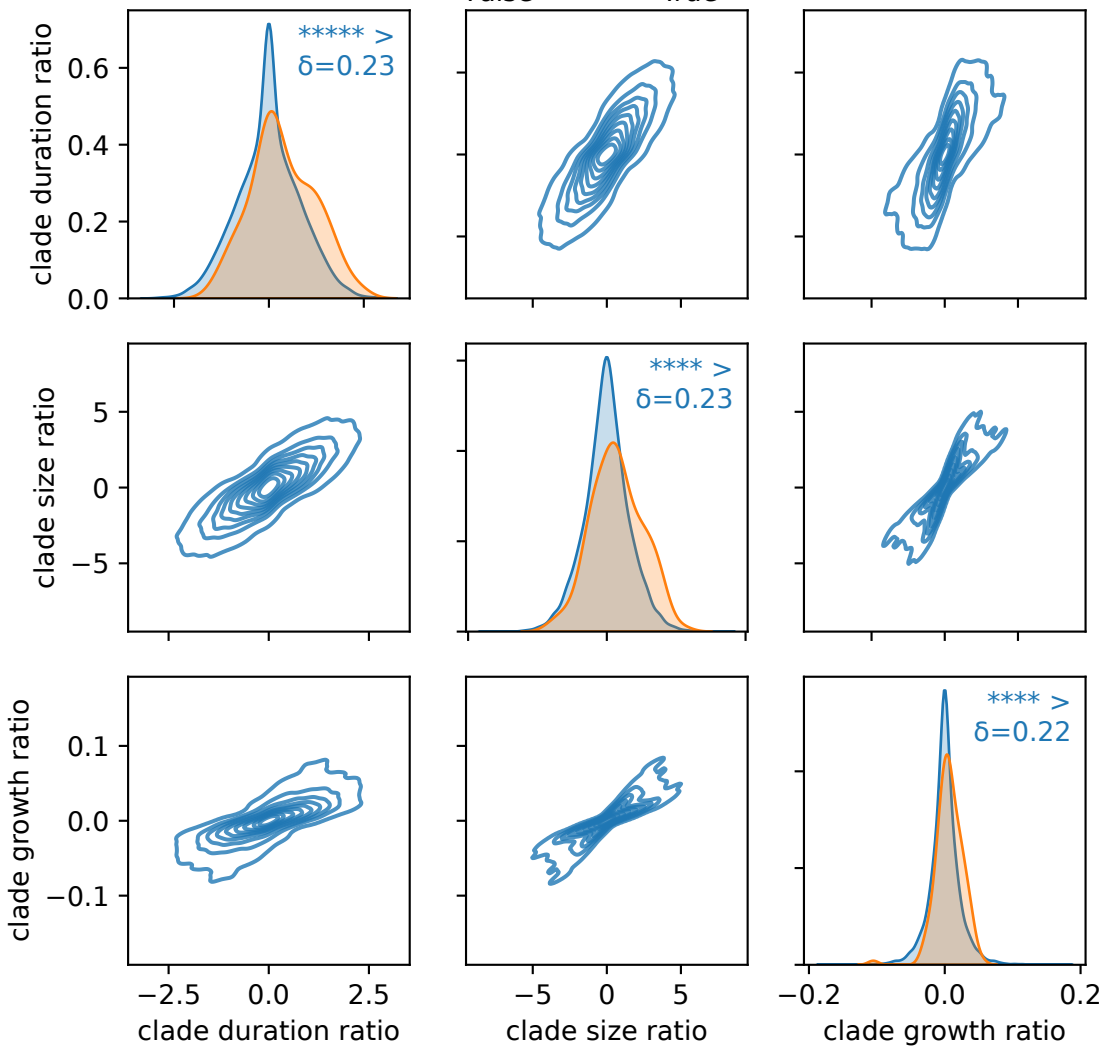 clade duration ratio
0.6
0.4
0.2
0.0
***** >
δ=0.23
clade size ratio
5
0
−5
**** >
δ=0.23
clade growth ratio
0.1
0.0
−0.1
**** >
δ=0.22
−2.5 0.0 2.5
clade duration ratio
−5 0 5
clade size ratio
−0.2 0.0 0.2
clade growth ratio